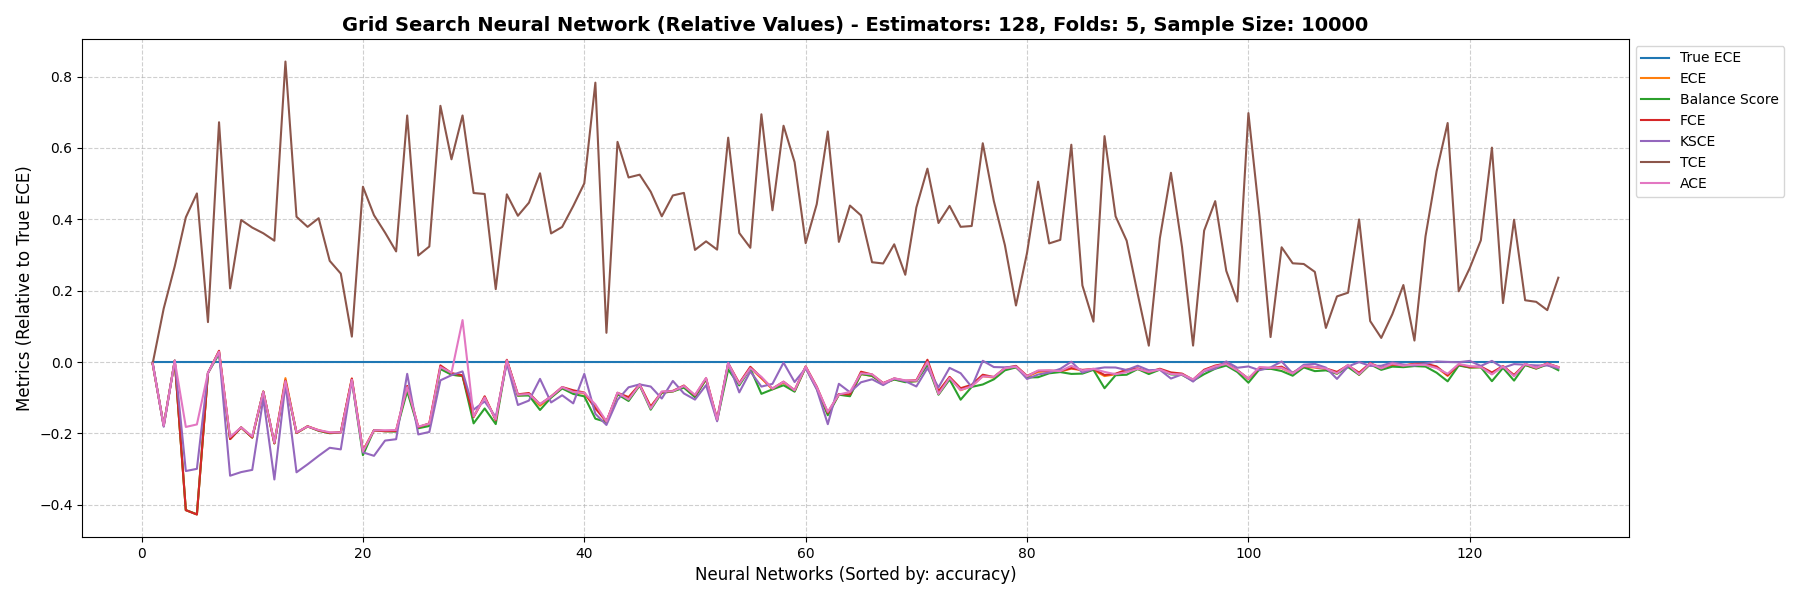 Grid Search Neural Network (Relative Values) - Estimators: 128, Folds: 5, Sample Size: 10000
Metrics (Relative to True ECE)
0.8
0.6
0.4
0.2
0.0
−0.2
−0.4
0
20
40
60
80
100
120
Neural Networks (Sorted by: accuracy)
True ECE
ECE
Balance Score
FCE
KSCE
TCE
ACE